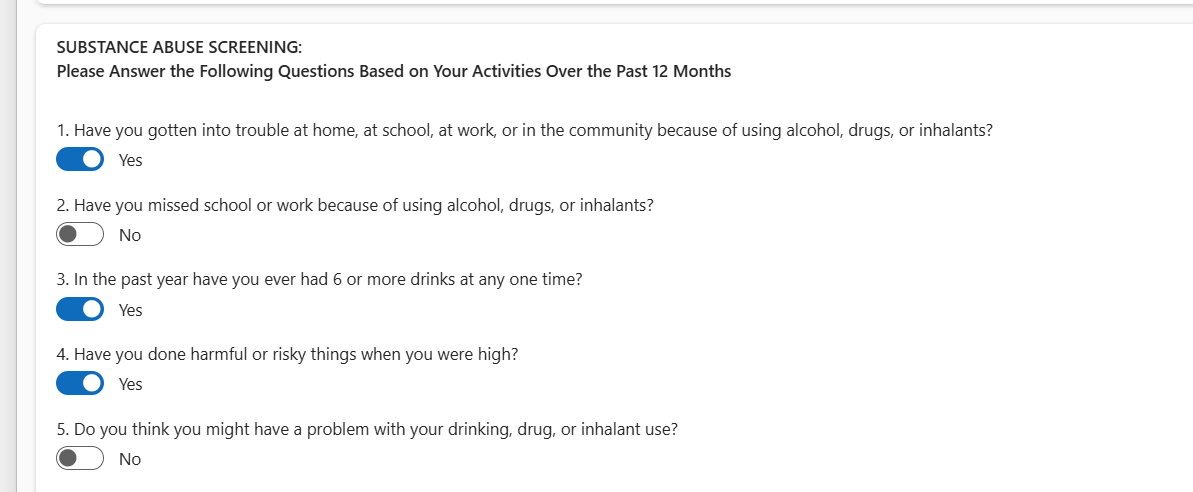 SUBSTANCE ABUSE SCREENING:
Please Answer the Following Questions Based on Your Activities Over the Past 12 Months
1. Have you gotten into trouble at home, at school, at work, or in the community because of using alcohol, drugs, or inhalants?
Yes
2. Have you missed school or work because of using alcohol, drugs, or inhalants?
No
3. In the past year have you ever had 6 or more drinks at any one time?
Yes
4. Have you done harmful or risky things when you were high?
Yes
5. Do you think you might have a problem with your drinking, drug, or inhalant use?
No